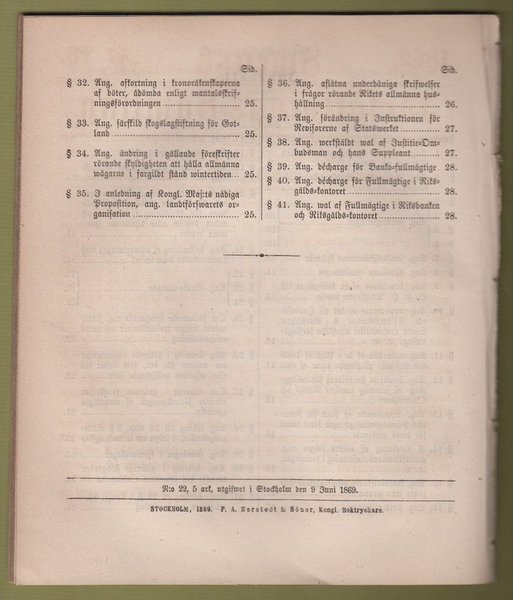 Sid.
§ 32. Ang. afkortning i kronoräkenskaperna
af böter, ådömda enligt mantalsskrif-
ningsförordningen 25.
§ 33. Ang. särskild skogslagstiftning för Got-
land 25.
§ 34. Ang. ändring i gällande föreskrifter
rörande skyldigheten att hålla allmänna
vägarne i fargildt stånd wintertiden 25.
§ 35. I anledning af Kongl. Maj:ts nådiga
Proposition, ang. landtförswarets or-
ganisation 25.
Sid.
§ 36. Ang. aflåtna underdåniga skrifwelser
i frågor rörande Rikets allmänna hus-
hållning 26.
§ 37. Ang. förändring i Instruktionen för
Revisorerne af Statswerket 27.
§ 38. Ang. werkställdt wal af Justitie-Om-
budsman och hans Suppleant 27.
§ 39. Ang. décharge för Banko-fullmägtige 28.
§ 40. Ang. décharge för Fullmägtige i Riks-
gälds-kontoret 28.
§ 41. Ang. wal af Fullmägtige i Riksbanken
och Riksgälds-kontoret 28.
N:o 22, 5 ark, utgifwet i Stockholm den 9 Juni 1869.
STOCKHOLM, 1869. P. A. Norstedt & Söner, Kongl. Boktryckare.